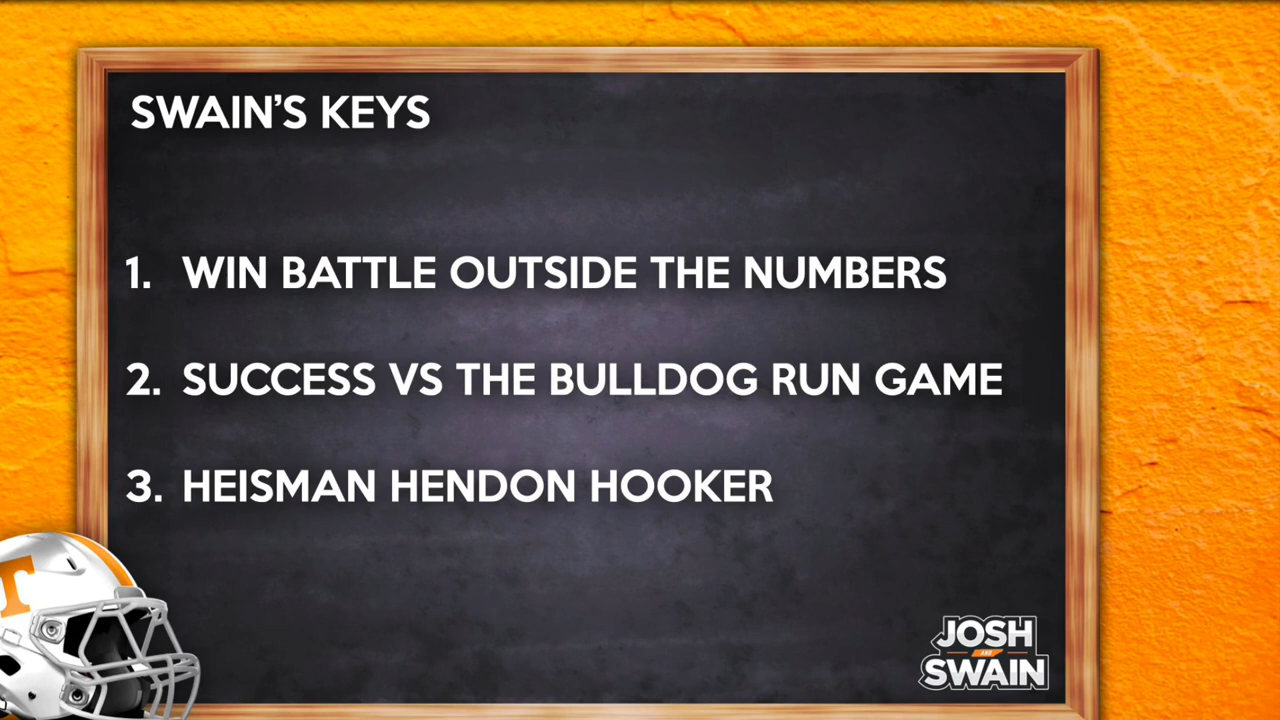 SWAIN'S KEYS
1. WIN BATTLE OUTSIDE THE NUMBERS
2. SUCCESS VS THE BULLDOG RUN GAME
3. HEISMAN HENDON HOOKER
T
JOSH
AND
SWAIN